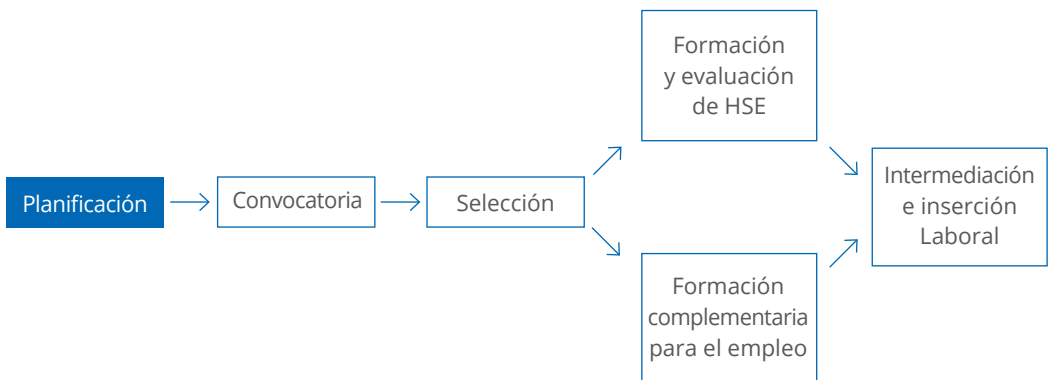 Planificación
Convocatoria
Selección
Formación
y evaluación
de HSE
Formación
complementaria
para el empleo
Intermediación
e inserción
Laboral